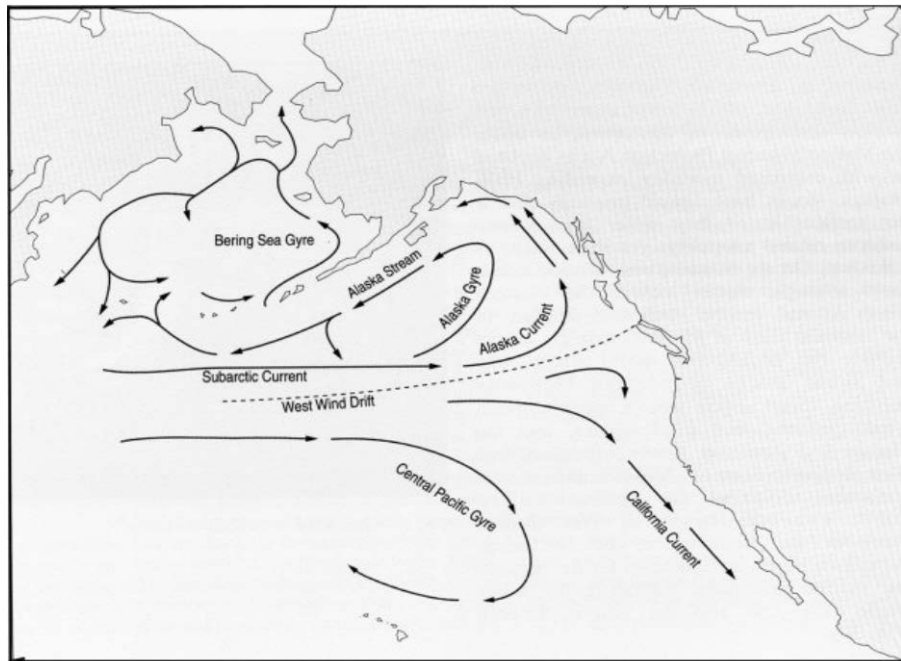 Bering Sea Gyre
Alaska Stream
Alaska Gyre
Alaska Current
Subarctic Current
West Wind Drift
Central Pacific Gyre
California Current